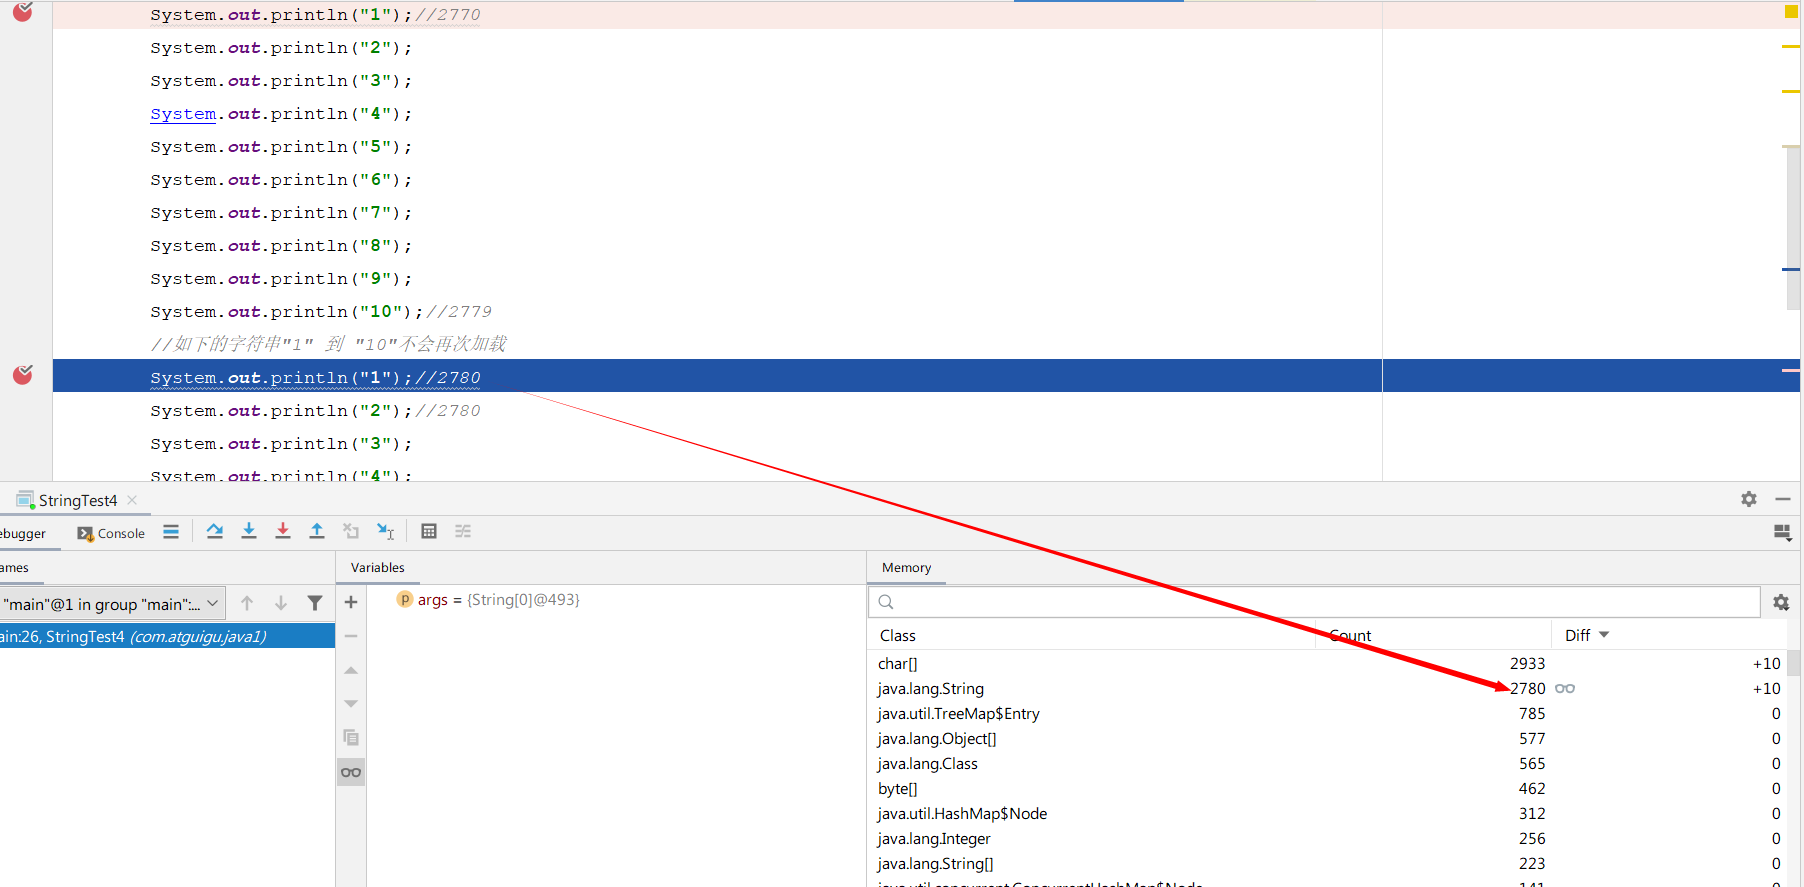 System.out.println("1");//2770
System.out.println("2");
System.out.println("3");
System.out.println("4");
System.out.println("5");
System.out.println("6");
System.out.println("7");
System.out.println("8");
System.out.println("9");
System.out.println("10");//2779
//如下的字符串"1" 到 "10"不会再次加载
System.out.println("1");//2780
System.out.println("2");//2780
System.out.println("3");
System.out.println("4");
StringTest4
ebugger Console
ames Variables Memory
"main"@1 in group "main":... args = {String[0]@493}
ain:26, StringTest4 (com.atguigu.java1)
Class Count Diff
char[] 2933 +10
java.lang.String 2780 +10
java.util.TreeMap$Entry 785 0
java.lang.Object[] 577 0
java.lang.Class 565 0
byte[] 462 0
java.util.HashMap$Node 312 0
java.lang.Integer 256 0
java.lang.String[] 223 0
java.util.concurrent.ConcurrentHashMap$Node 141 0